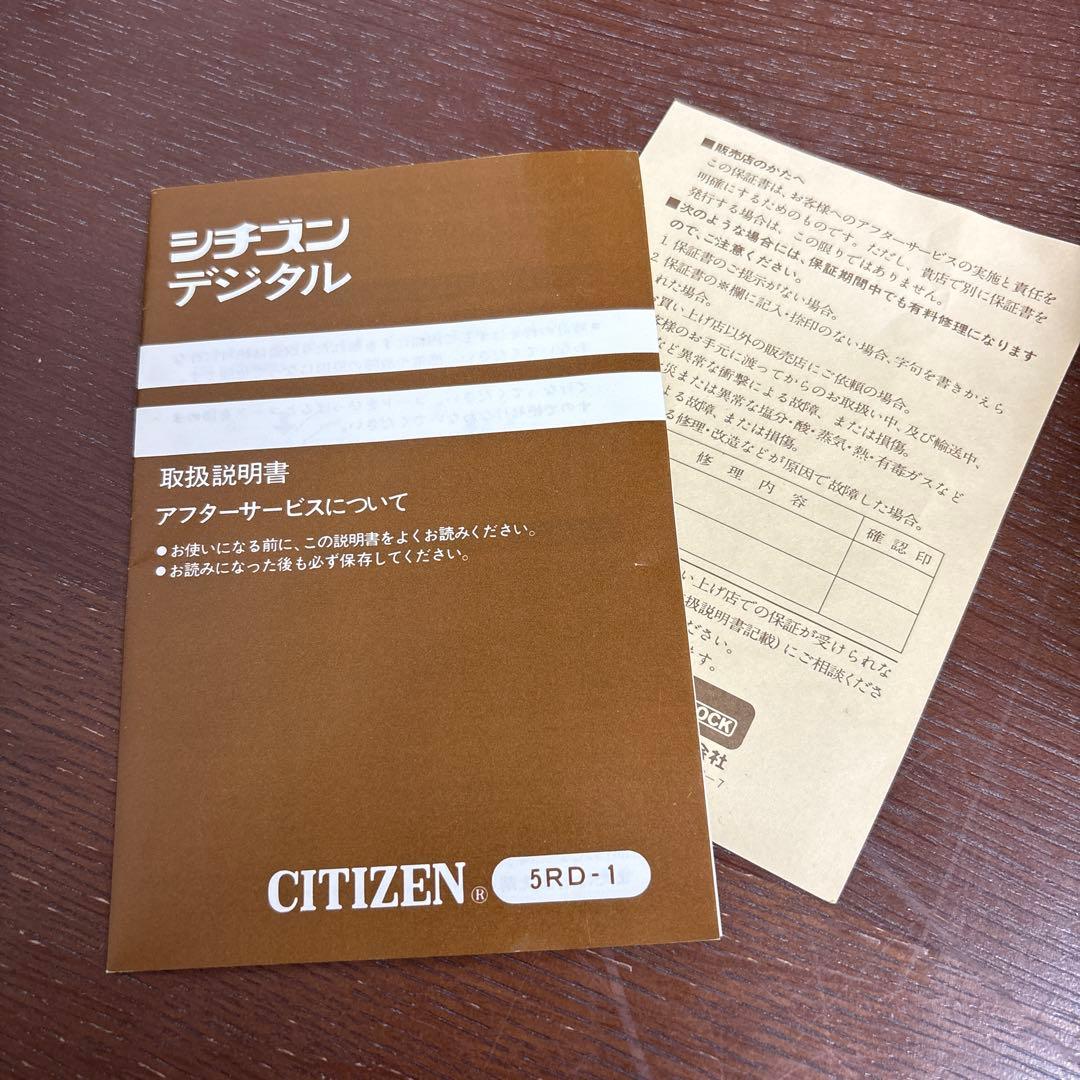 シチズン
デジタル
取扱説明書
アフターサービスについて
●お使いになる前に、この説明書をよくお読みください。
●お読みになった後も必ず保存してください。
CITIZEN® 5RD-1
■販売店のかたへ
この保証書は、お客様へのアフターサービスの実施と責任を
明確にするためのものです。ただし、貴店で別に保証書を
発行する場合は、この限りではありません。
■次のような場合には、保証期間中でも有料修理になります
ので、ご注意ください。
1 保証書のご提示がない場合。
2 保証書の※欄に記入・捺印のない場合、字句を書きかえら
れた場合。
買い上げ店以外の販売店にご依頼の場合。
客様のお手元に渡ってからのお取扱い中、及び輸送中、
など異常な衝撃による故障、または損傷。
災または異常な塩分・酸・蒸気・熱・有毒ガスなど
る故障、または損傷。
る修理・改造などが原因で故障した場合。
修理内容
確認印
い上げ店での保証が受けられな
扱説明書記載)にご相談くださ
ださい。
ます。
OCK
会社
-7